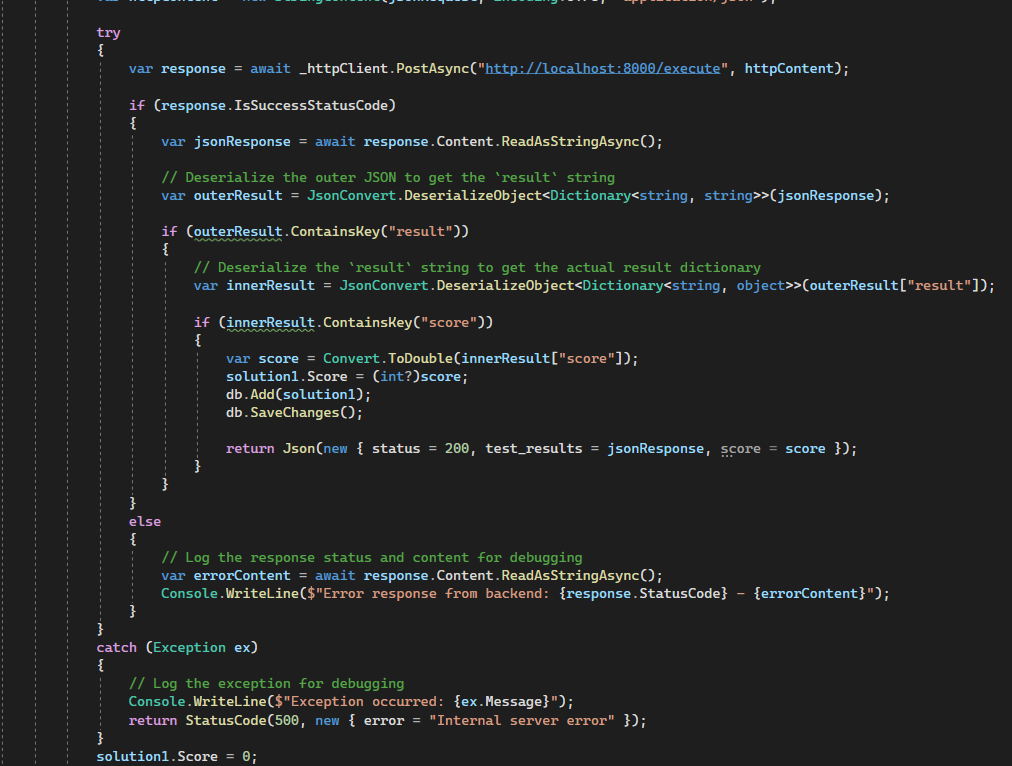 try
{
var response = await _httpClient.PostAsync("http://localhost:8000/execute", httpContent);
if (response.IsSuccessStatusCode)
{
var jsonResponse = await response.Content.ReadAsStringAsync();
// Deserialize the outer JSON to get the `result` string
var outerResult = JsonConvert.DeserializeObject<Dictionary<string, string>>(jsonResponse);
if (outerResult.ContainsKey("result"))
{
// Deserialize the `result` string to get the actual result dictionary
var innerResult = JsonConvert.DeserializeObject<Dictionary<string, object>>(outerResult["result"]);
if (innerResult.ContainsKey("score"))
{
var score = Convert.ToDouble(innerResult["score"]);
solution1.Score = (int?)score;
db.Add(solution1);
db.SaveChanges();
return Json(new { status = 200, test_results = jsonResponse, score = score });
}
}
}
else
{
// Log the response status and content for debugging
var errorContent = await response.Content.ReadAsStringAsync();
Console.WriteLine($"Error response from backend: {response.StatusCode} - {errorContent}");
}
}
catch (Exception ex)
{
// Log the exception for debugging
Console.WriteLine($"Exception occurred: {ex.Message}");
return StatusCode(500, new { error = "Internal server error" });
}
solution1.Score = 0;